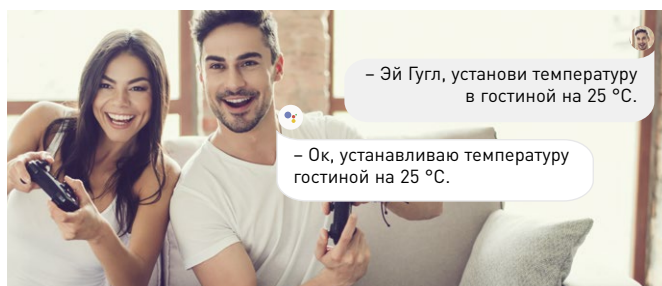 – Эй Гугл, установи температуру
в гостиной на 25 °C.
– Ок, устанавливаю температуру
гостиной на 25 °C.